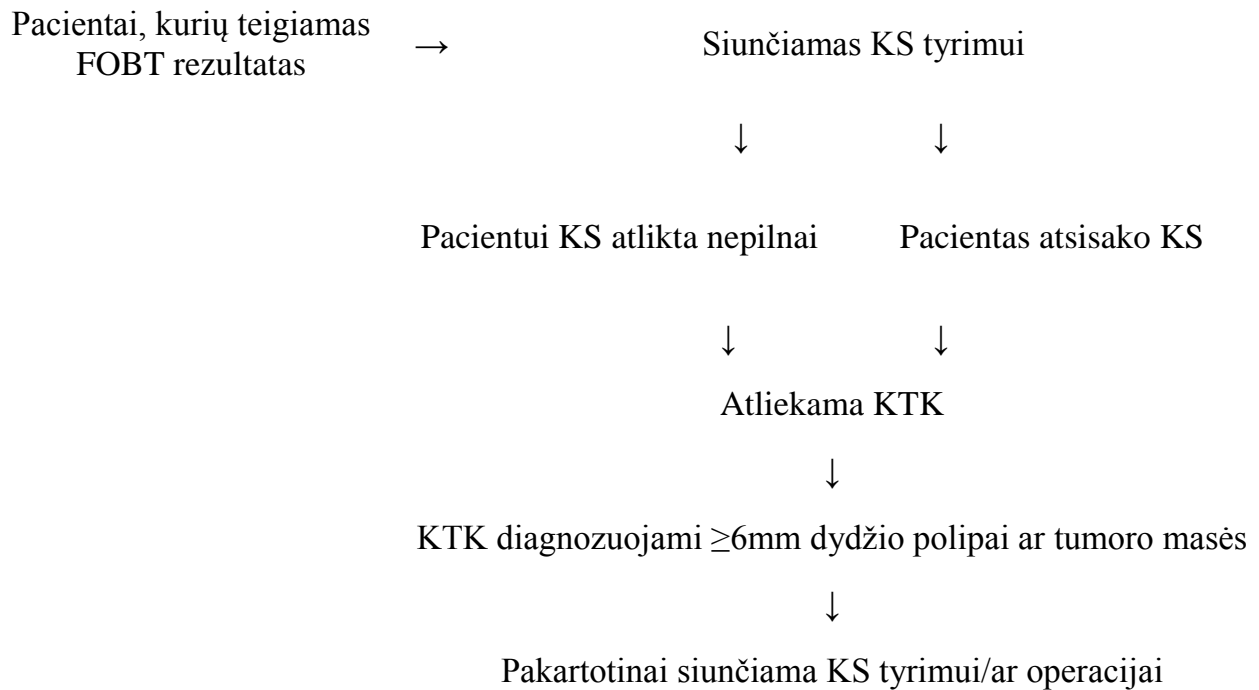 Pacientai, kurių teigiamas
FOBT rezultatas
→
Siunčiamas KS tyrimui
↓ ↓
Pacientui KS atlikta nepilnai
Pacientas atsisako KS
↓ ↓
Atliekama KTK
↓
KTK diagnozuojami ≥6mm dydžio polipai ar tumoro masės
↓
Pakartotinai siunčiama KS tyrimui/ar operacijai